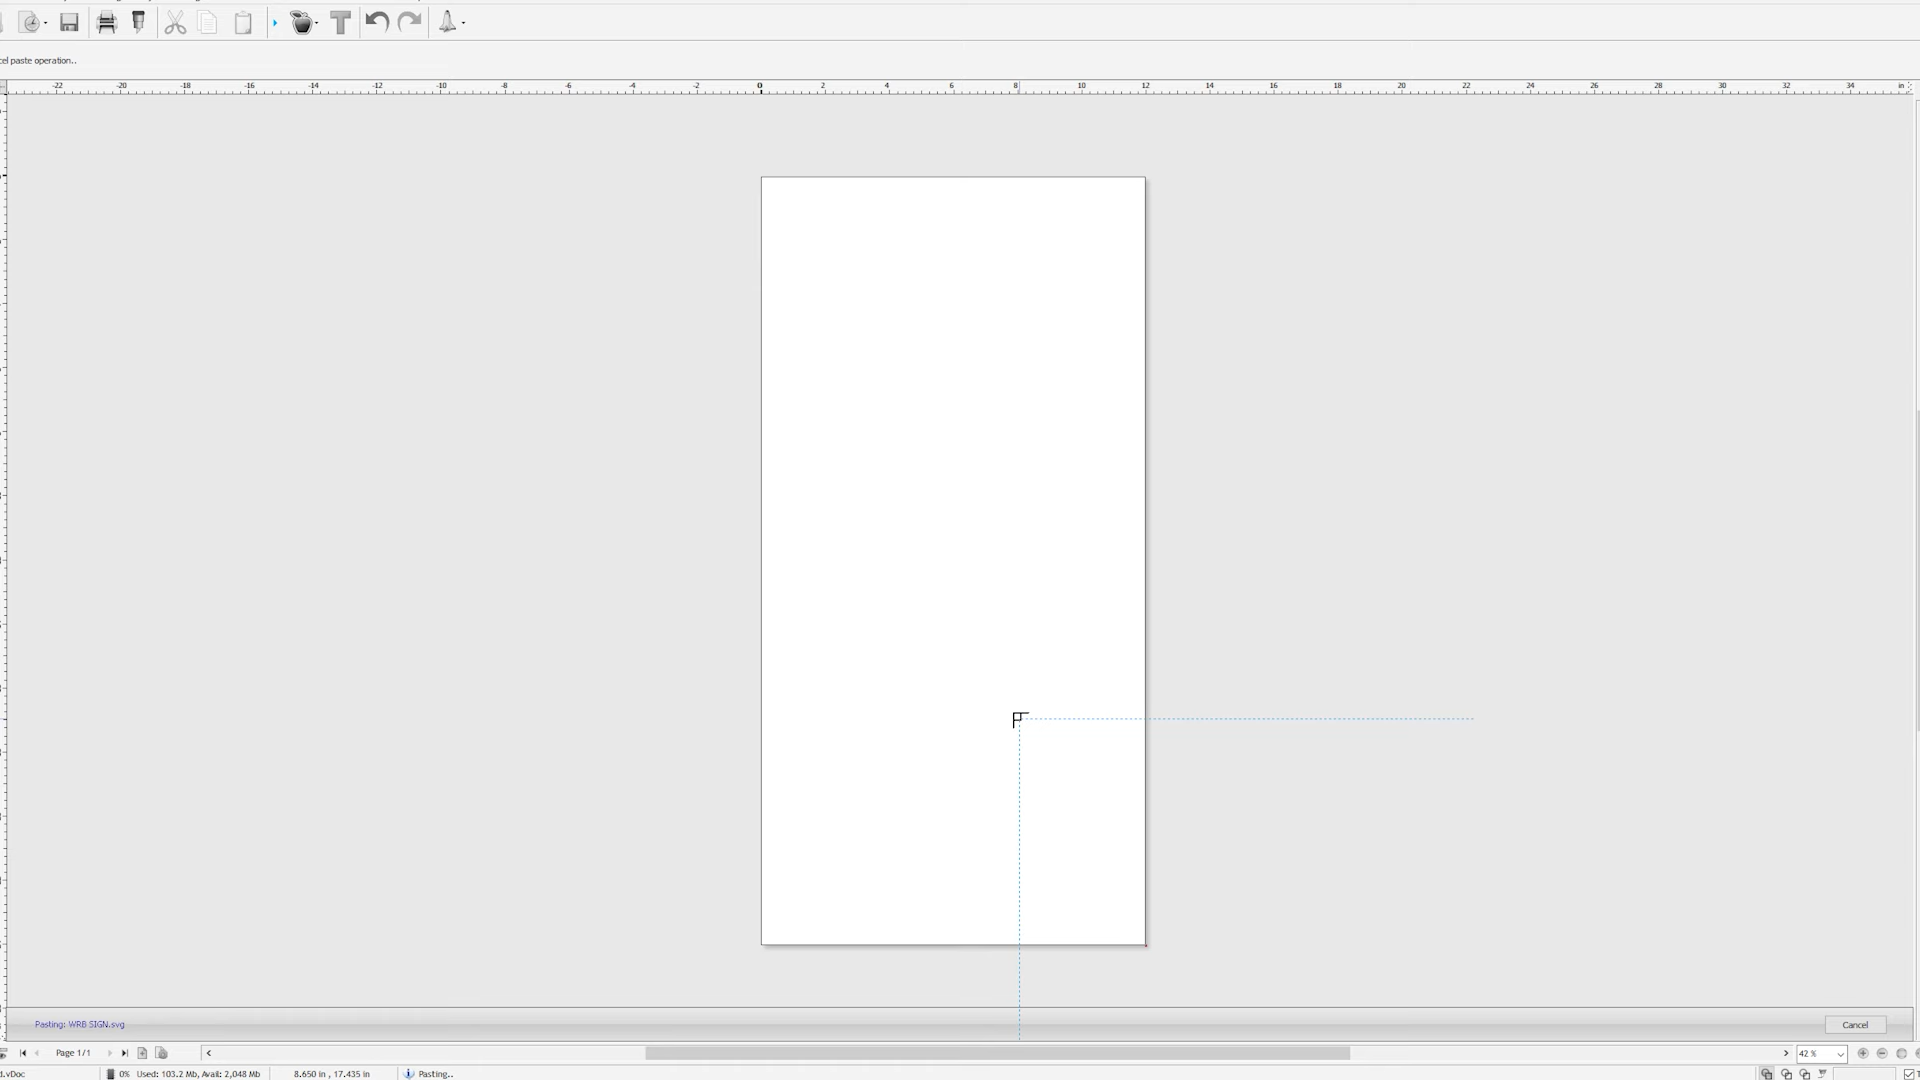 cel paste operation..
-22 -20 -18 -16 -14 -12 -10 -8 -6 -4 -2 0 2 4 6 8 10 12 14 16 18 20 22 24 26 28 30 32 34 in
Pasting: WRB SIGN.svg
Cancel
Page 1/1
42 %
d.vDoc
0% Used: 103.2 Mb, Avail: 2,048 Mb
8.650 in , 17.435 in
Pasting..